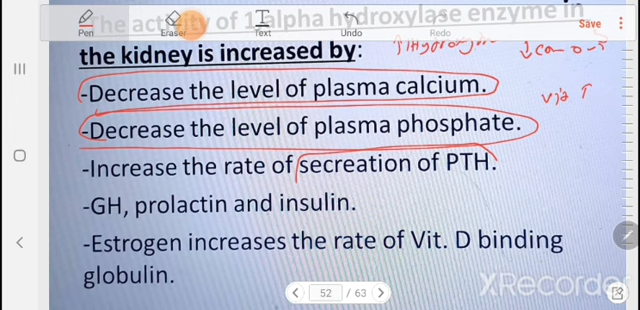 The activity of 1 alpha hydroxylase enzyme in
the kidney is increased by:
-Decrease the level of plasma calcium.
-Decrease the level of plasma phosphate.
-Increase the rate of secreation of PTH.
-GH, prolactin and insulin.
-Estrogen increases the rate of Vit. D binding
globulin.
Pen
Eraser
Text
Undo
Redo
Save
52 / 63
XRecorder